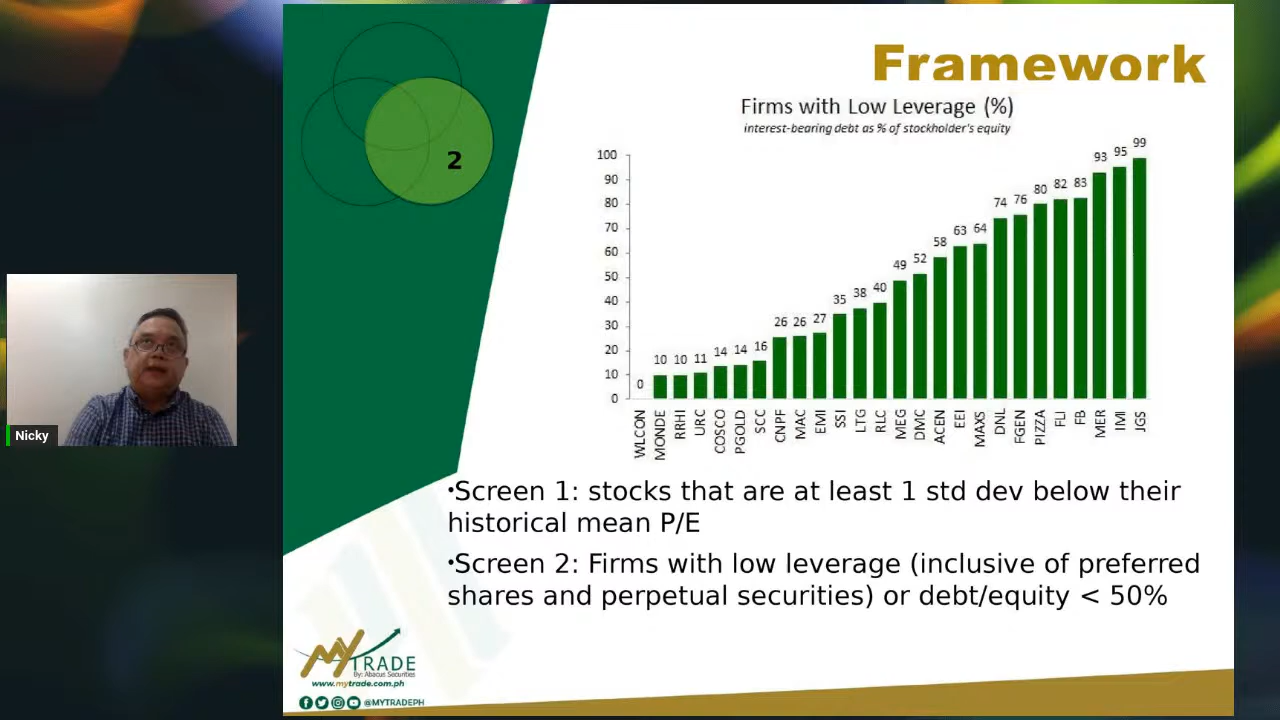 Framework
2
Firms with Low Leverage (%)
interest-bearing debt as % of stockholder's equity
100
90
80
70
60
50
40
30
20
10
0
0 10 10 11 14 14 16 26 26 27 35 38 40 49 52 58 63 64 74 76 80 82 83 93 95 99
WLCON MONDE RRHI URC COSCO PGOLD SCC CNPF MAC EMI SSI LTG RLC MEG DMC ACEN EEI MAXS DNL FGEN PIZZA FLI FB MER IMI JGS
Nicky
•Screen 1: stocks that are at least 1 std dev below their
historical mean P/E
•Screen 2: Firms with low leverage (inclusive of preferred
shares and perpetual securities) or debt/equity < 50%
MYTRADE
By: Abacus Securities
www.mytrade.com.ph
@MYTRADEPH